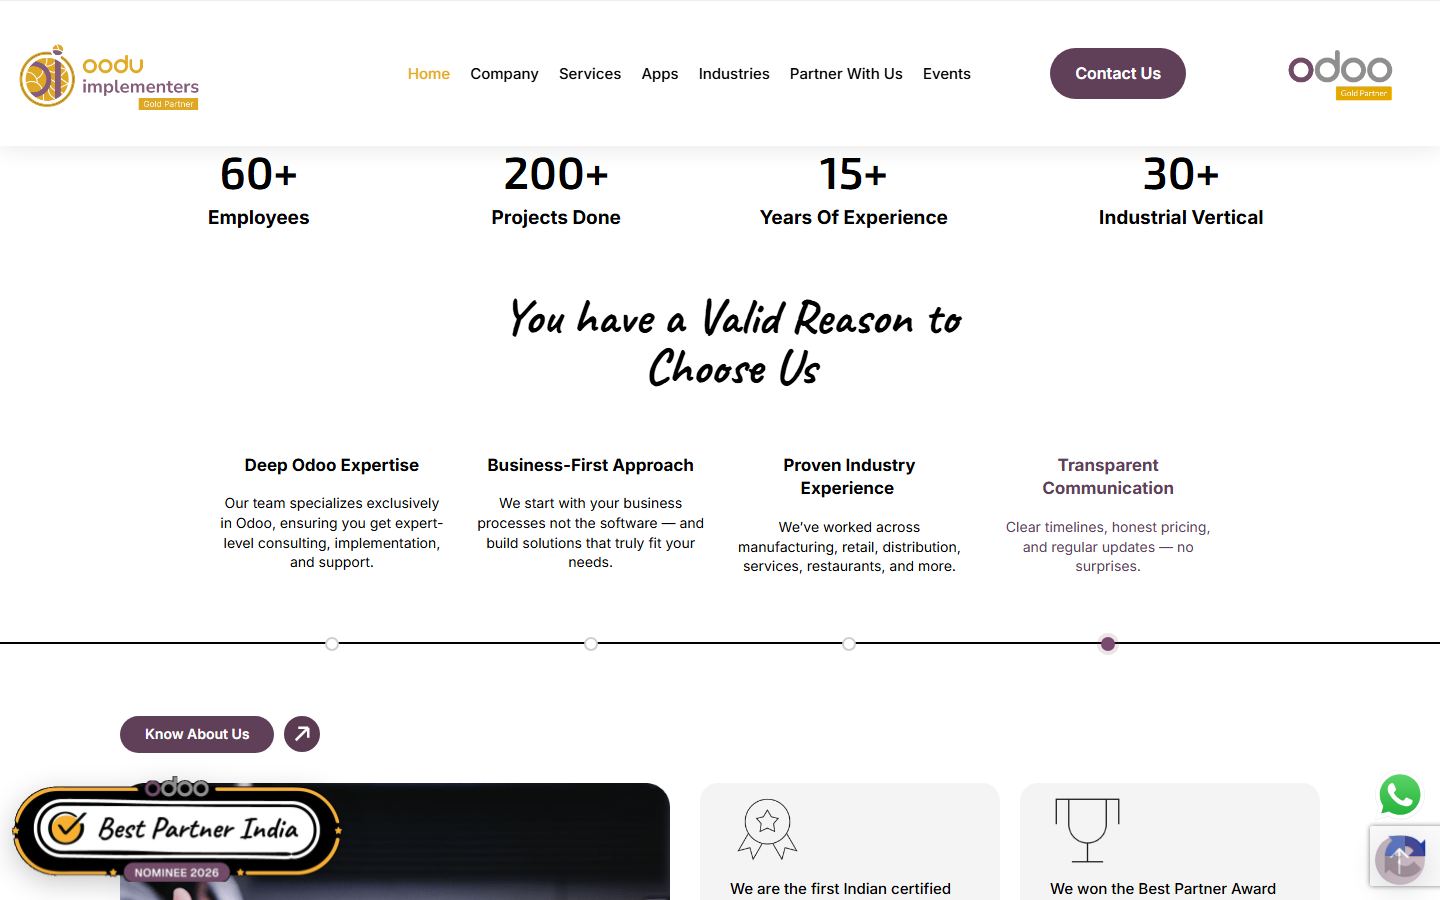 oodu
implementers
Gold Partner
Home
Company
Services
Apps
Industries
Partner With Us
Events
Contact Us
odoo
Gold Partner
60+
Employees
200+
Projects Done
15+
Years Of Experience
30+
Industrial Vertical
You have a Valid Reason to
Choose Us
Deep Odoo Expertise
Our team specializes exclusively
in Odoo, ensuring you get expert-
level consulting, implementation,
and support.
Business-First Approach
We start with your business
processes not the software — and
build solutions that truly fit your
needs.
Proven Industry
Experience
We've worked across
manufacturing, retail, distribution,
services, restaurants, and more.
Transparent
Communication
Clear timelines, honest pricing,
and regular updates — no
surprises.
Know About Us
odoo
Best Partner India
NOMINEE 2026
We are the first Indian certified
We won the Best Partner Award